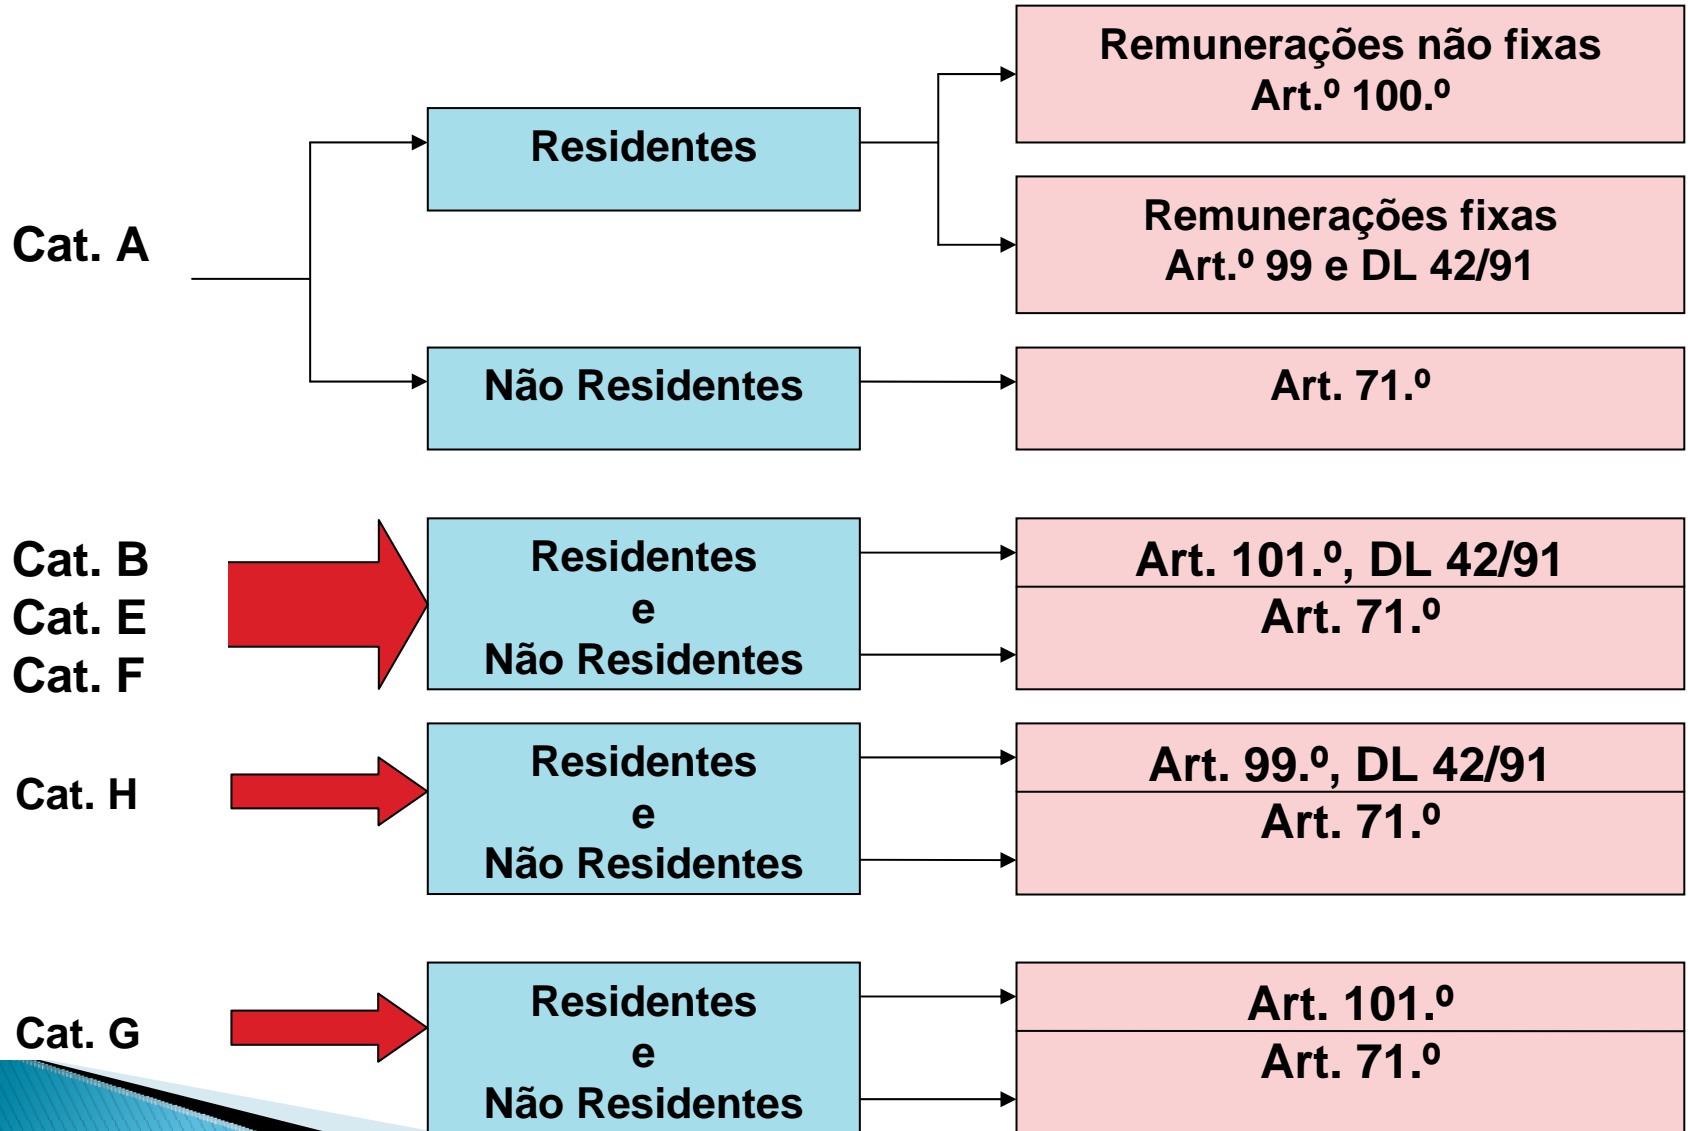 Cat. A
Residentes
Remunerações não fixas
Art.º 100.º
Remunerações fixas
Art.º 99 e DL 42/91
Não Residentes
Art. 71.º
Cat. B
Cat. E
Cat. F
Residentes
e
Não Residentes
Art. 101.º, DL 42/91
Art. 71.º
Cat. H
Residentes
e
Não Residentes
Art. 99.º, DL 42/91
Art. 71.º
Cat. G
Residentes
e
Não Residentes
Art. 101.º
Art. 71.º